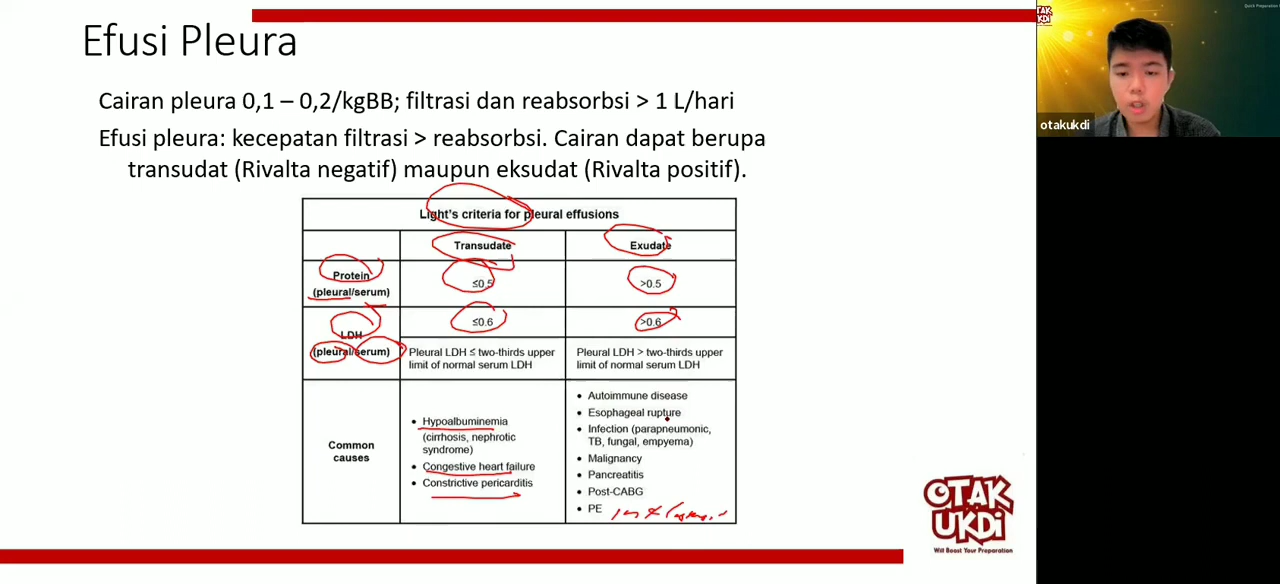 Efusi Pleura
Cairan pleura 0,1 – 0,2/kgBB; filtrasi dan reabsorbsi > 1 L/hari
Efusi pleura: kecepatan filtrasi > reabsorbsi. Cairan dapat berupa
transudat (Rivalta negatif) maupun eksudat (Rivalta positif).
Light's criteria for pleural effusions
Transudate
Exudate
Protein
(pleural/serum)
≤0.5
>0.5
LDH
(pleural/serum)
≤0.6
>0.6
Pleural LDH ≤ two-thirds upper
limit of normal serum LDH
Pleural LDH > two-thirds upper
limit of normal serum LDH
Common
causes
• Hypoalbuminemia
(cirrhosis, nephrotic
syndrome)
• Congestive heart failure
• Constrictive pericarditis
• Autoimmune disease
• Esophageal rupture
• Infection (parapneumonic,
TB, fungal, empyema)
• Malignancy
• Pancreatitis
• Post-CABG
• PE
OTAK
UKDI
Will Boost Your Preparation
TAK
KDI
otakukdi